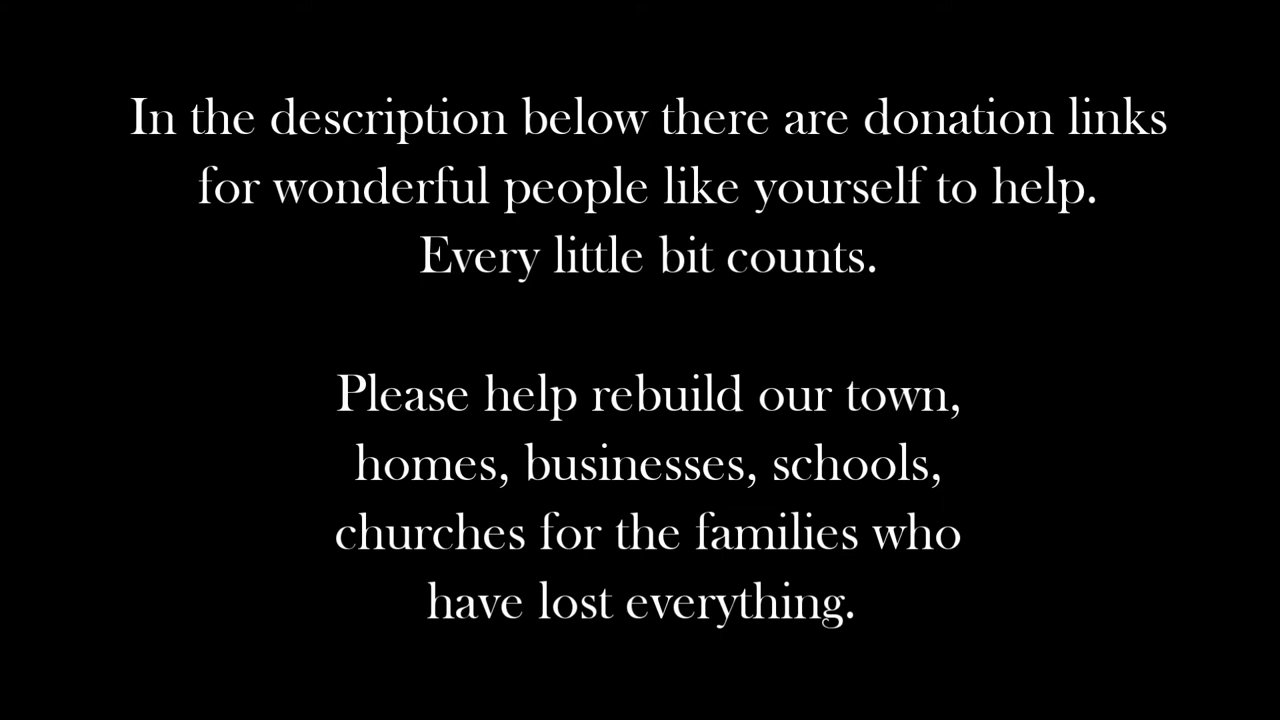 In the description below there are donation links
for wonderful people like yourself to help.
Every little bit counts.
Please help rebuild our town,
homes, businesses, schools,
churches for the families who
have lost everything.